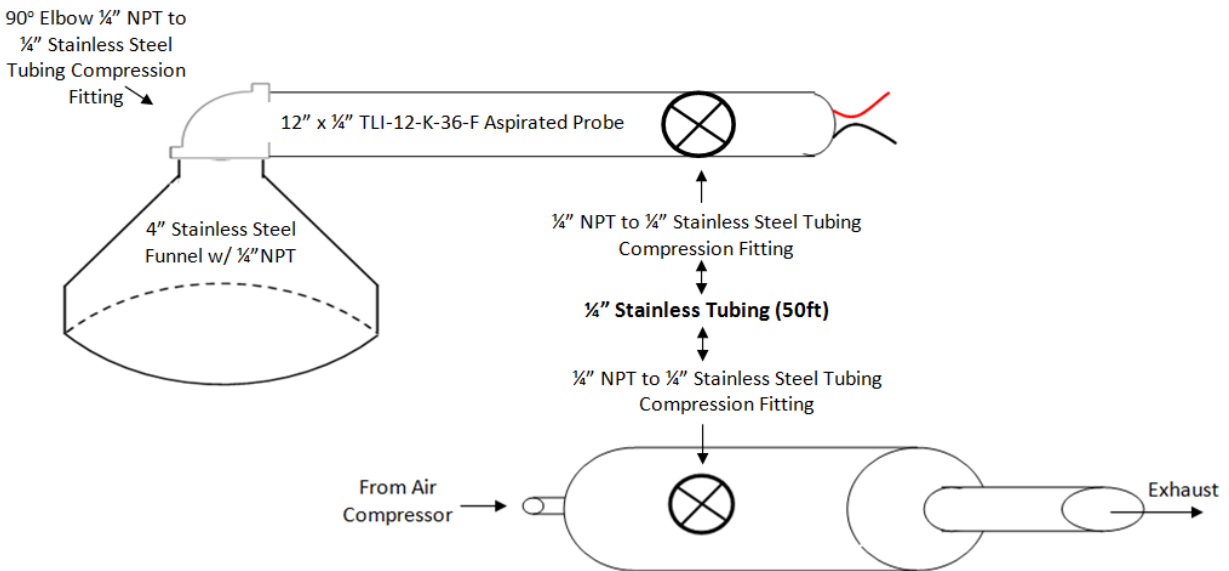 90° Elbow ¼” NPT to
¼” Stainless Steel
Tubing Compression
Fitting
12” x ¼” TLI-12-K-36-F Aspirated Probe
4” Stainless Steel
Funnel w/ ¼”NPT
¼” NPT to ¼” Stainless Steel Tubing
Compression Fitting
¼” Stainless Tubing (50ft)
¼” NPT to ¼” Stainless Steel Tubing
Compression Fitting
From Air
Compressor
Exhaust